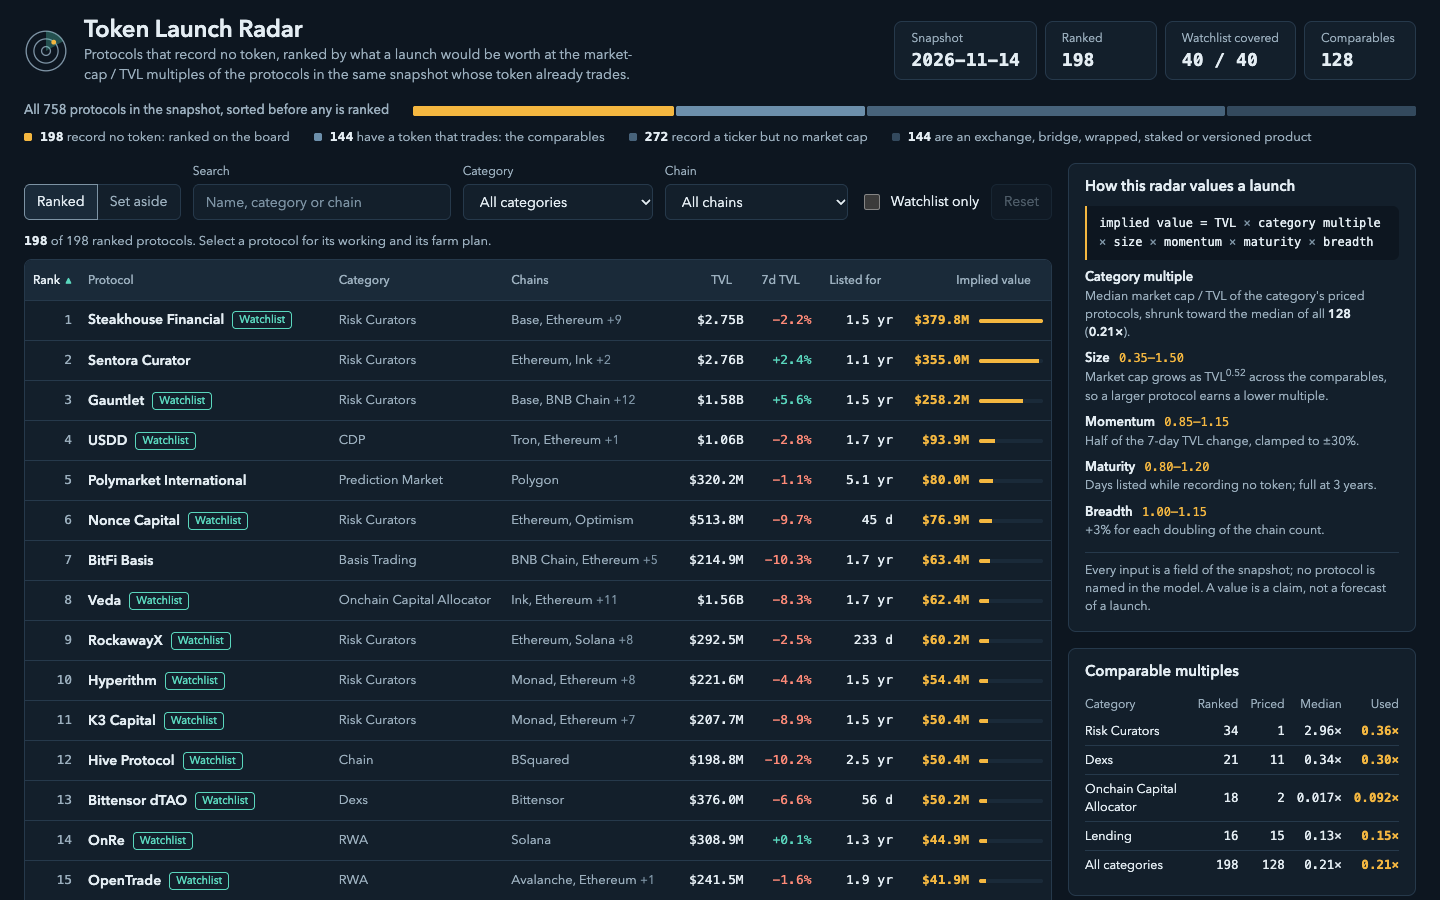 Token Launch Radar
Protocols that record no token, ranked by what a launch would be worth at the market-
cap / TVL multiples of the protocols in the same snapshot whose token already trades.
Snapshot
2026-11-14
Ranked
198
Watchlist covered
40 / 40
Comparables
128
All 758 protocols in the snapshot, sorted before any is ranked
198 record no token: ranked on the board
144 have a token that trades: the comparables
272 record a ticker but no market cap
144 are an exchange, bridge, wrapped, staked or versioned product
Search
Category
Chain
Ranked
Set aside
Name, category or chain
All categories
All chains
Watchlist only
Reset
198 of 198 ranked protocols. Select a protocol for its working and its farm plan.
Rank ▲ Protocol Category Chains TVL 7d TVL Listed for Implied value
1 Steakhouse Financial Watchlist Risk Curators Base, Ethereum +9 $2.75B −2.2% 1.5 yr $379.8M
2 Sentora Curator Risk Curators Ethereum, Ink +2 $2.76B +2.4% 1.1 yr $355.0M
3 Gauntlet Watchlist Risk Curators Base, BNB Chain +12 $1.58B +5.6% 1.5 yr $258.2M
4 USDD Watchlist CDP Tron, Ethereum +1 $1.06B −2.8% 1.7 yr $93.9M
5 Polymarket International Prediction Market Polygon $320.2M −1.1% 5.1 yr $80.0M
6 Nonce Capital Watchlist Risk Curators Ethereum, Optimism $513.8M −9.7% 45 d $76.9M
7 BitFi Basis Basis Trading BNB Chain, Ethereum +5 $214.9M −10.3% 1.7 yr $63.4M
8 Veda Watchlist Onchain Capital Allocator Ink, Ethereum +11 $1.56B −8.3% 1.7 yr $62.4M
9 RockawayX Watchlist Risk Curators Ethereum, Solana +8 $292.5M −2.5% 233 d $60.2M
10 Hyperithm Watchlist Risk Curators Monad, Ethereum +8 $221.6M −4.4% 1.5 yr $54.4M
11 K3 Capital Watchlist Risk Curators Monad, Ethereum +7 $207.7M −8.9% 1.5 yr $50.4M
12 Hive Protocol Watchlist Chain BSquared $198.8M −10.2% 2.5 yr $50.4M
13 Bittensor dTAO Watchlist Dexs Bittensor $376.0M −6.6% 56 d $50.2M
14 OnRe Watchlist RWA Solana $308.9M +0.1% 1.3 yr $44.9M
15 OpenTrade Watchlist RWA Avalanche, Ethereum +1 $241.5M −1.6% 1.9 yr $41.9M
How this radar values a launch
implied value = TVL × category multiple
× size × momentum × maturity × breadth
Category multiple
Median market cap / TVL of the category's priced
protocols, shrunk toward the median of all 128
(0.21×).
Size 0.35–1.50
Market cap grows as TVL0.52 across the comparables,
so a larger protocol earns a lower multiple.
Momentum 0.85–1.15
Half of the 7-day TVL change, clamped to ±30%.
Maturity 0.80–1.20
Days listed while recording no token; full at 3 years.
Breadth 1.00–1.15
+3% for each doubling of the chain count.
Every input is a field of the snapshot; no protocol is
named in the model. A value is a claim, not a forecast
of a launch.
Comparable multiples
Category Ranked Priced Median Used
Risk Curators 34 1 2.96× 0.36×
Dexs 21 11 0.34× 0.30×
Onchain Capital
Allocator 18 2 0.017× 0.092×
Lending 16 15 0.13× 0.15×
All categories 198 128 0.21× 0.21×